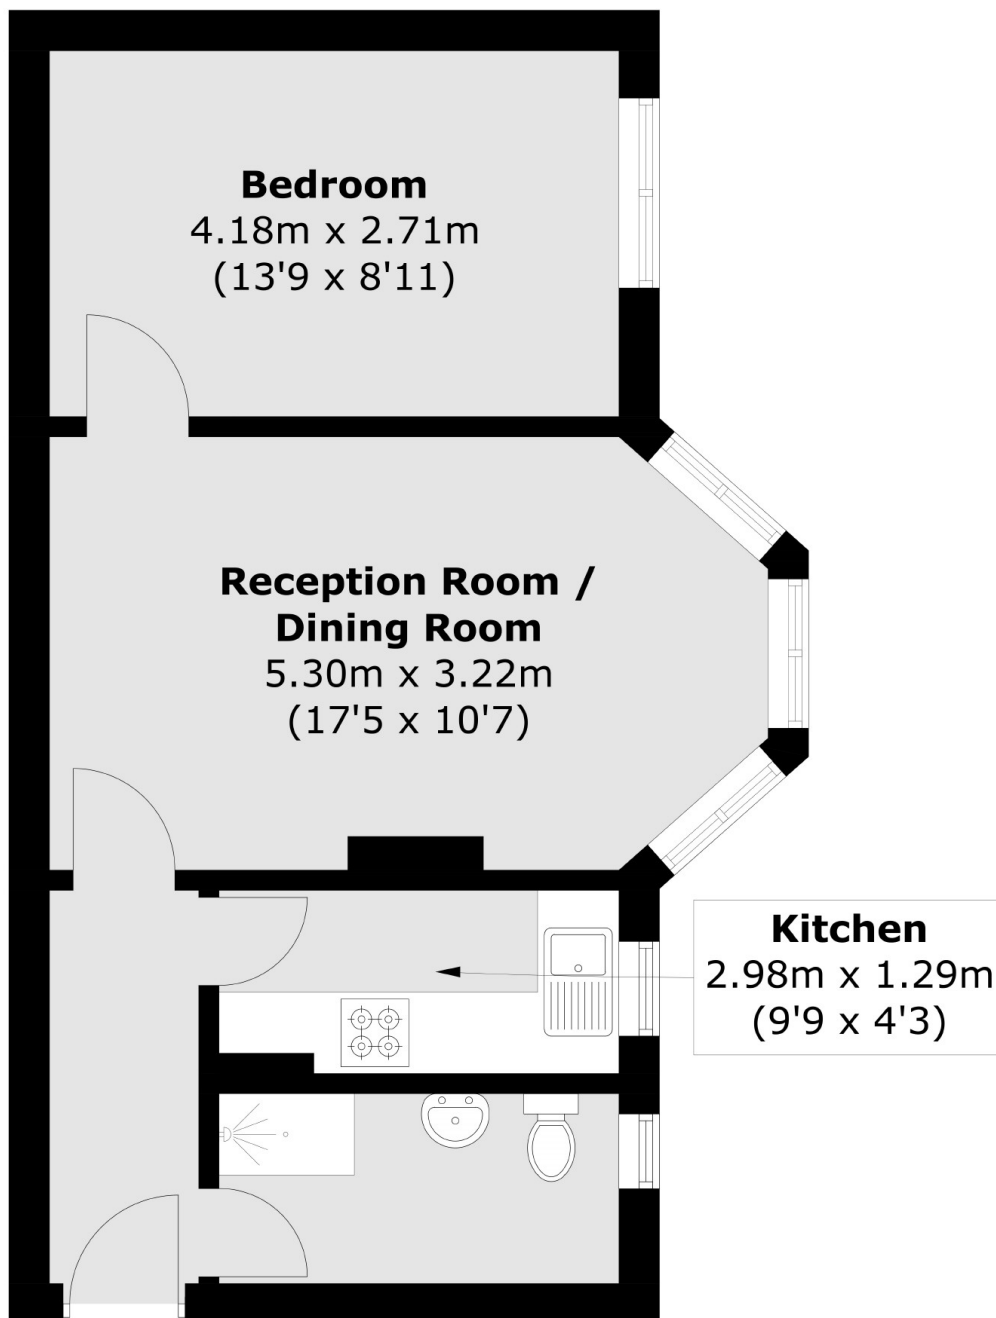 Bedroom
4.18m x 2.71m
(13'9 x 8'11)
Reception Room /
Dining Room
5.30m x 3.22m
(17'5 x 10'7)
Kitchen
2.98m x 1.29m
(9'9 x 4'3)